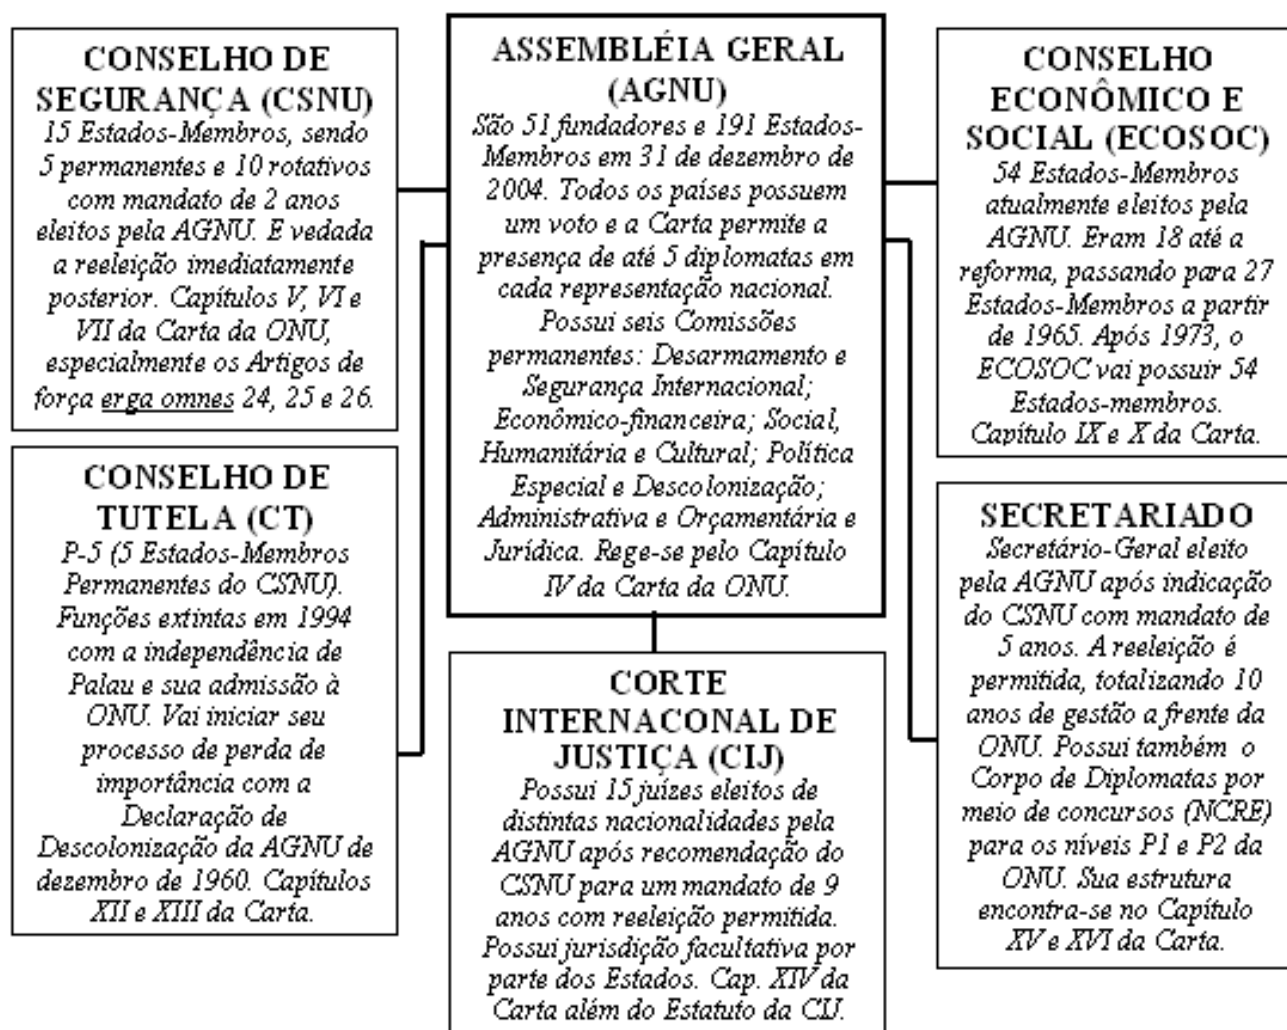 CONSELHO DE
SEGURANÇA (CSNU)
15 Estados-Membros, sendo
5 permanentes e 10 rotativos
com mandato de 2 anos
eleitos pela AGNU. E vedada
a reeleição imediatamente
posterior. Capítulos V, VI e
VII da Carta da ONU,
especialmente os Artigos de
força erga omnes 24, 25 e 26.
ASSEMBLÉIA GERAL
(AGNU)
São 51 fundadores e 191 Estados-
Membros em 31 de dezembro de
2004. Todos os países possuem
um voto e a Carta permite a
presença de até 5 diplomatas em
cada representação nacional.
Possui seis Comissões
permanentes: Desarmamento e
Segurança Internacional;
Econômico-financeira; Social,
Humanitária e Cultural; Política
Especial e Descolonização;
Administrativa e Orçamentária e
Jurídica. Rege-se pelo Capítulo
IV da Carta da ONU.
CONSELHO
ECONÔMICO E
SOCIAL (ECOSOC)
54 Estados-Membros
atualmente eleitos pela
AGNU. Eram 18 até a
reforma, passando para 27
Estados-Membros a partir
de 1965. Após 1973, o
ECOSOC vai possuir 54
Estados-membros.
Capítulo IX e X da Carta.
CONSELHO DE
TUTELA (CT)
P-5 (5 Estados-Membros
Permanentes do CSNU).
Funções extintas em 1994
com a independência de
Palau e sua admissão à
ONU. Vai iniciar seu
processo de perda de
importância com a
Declaração de
Descolonização da AGNU de
dezembro de 1960. Capítulos
XII e XIII da Carta.
CORTE
INTERNACONAL DE
JUSTIÇA (CIJ)
Possui 15 juízes eleitos de
distintas nacionalidades pela
AGNU após recomendação do
CSNU para um mandato de 9
anos com reeleição permitida.
Possui jurisdição facultativa por
parte dos Estados. Cap. XIV da
Carta além do Estatuto da CIJ.
SECRETARIADO
Secretário-Geral eleito
pela AGNU após indicação
do CSNU com mandato de
5 anos. A reeleição é
permitida, totalizando 10
anos de gestão a frente da
ONU. Possui também o
Corpo de Diplomatas por
meio de concursos (NCRE)
para os níveis P1 e P2 da
ONU. Sua estrutura
encontra-se no Capítulo
XV e XVI da Carta.